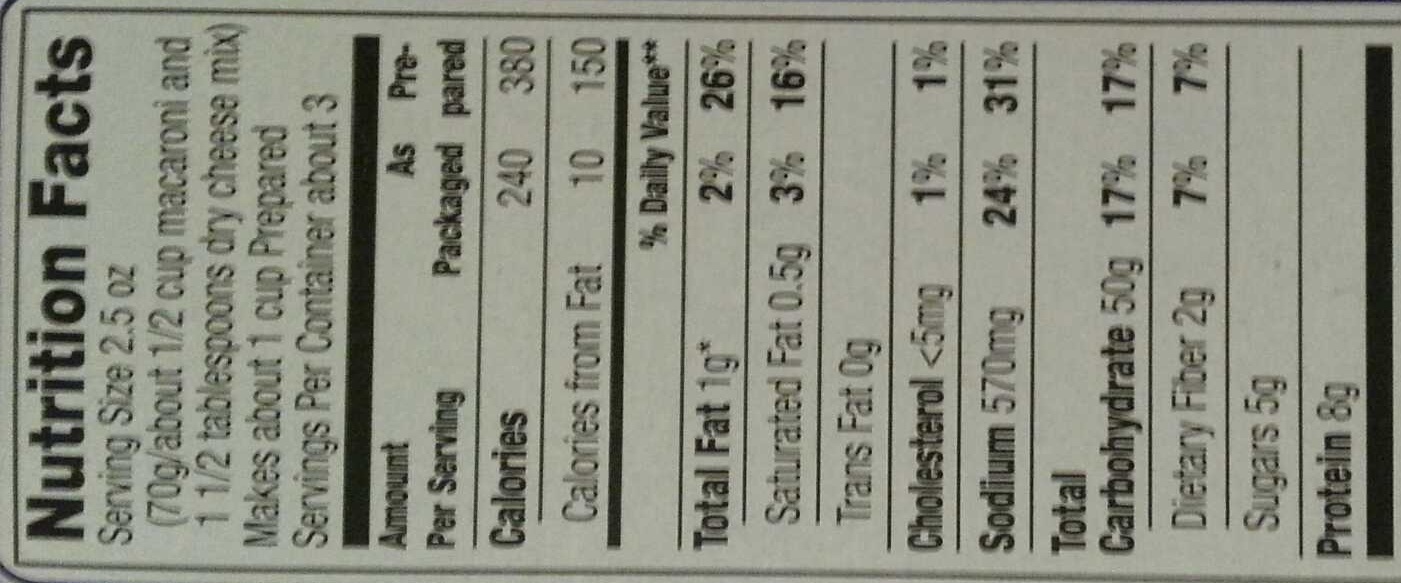 Nutrition Facts
Serving Size 2.5 oz
(70g/about 1/2 cup macaroni and
1 1/2 tablespoons dry cheese mix)
Makes about 1 cup Prepared
Servings Per Container about 3
Amount As Pre-
Per Serving Packaged pared
Calories 240 380
Calories from Fat 10 150
% Daily Value**
Total Fat 1g* 2% 26%
Saturated Fat 0.5g 3% 16%
Trans Fat 0g
Cholesterol <5mg 1% 1%
Sodium 570mg 24% 31%
Total
Carbohydrate 50g 17% 17%
Dietary Fiber 2g 7% 7%
Sugars 5g
Protein 8g